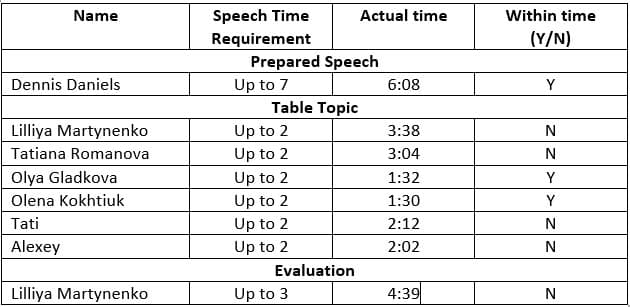 Name Speech Time Requirement Actual time Within time (Y/N)
Prepared Speech
Dennis Daniels Up to 7 6:08 Y
Table Topic
Lilliya Martynenko Up to 2 3:38 N
Tatiana Romanova Up to 2 3:04 N
Olya Gladkova Up to 2 1:32 Y
Olena Kokhtiuk Up to 2 1:30 Y
Tati Up to 2 2:12 N
Alexey Up to 2 2:02 N
Evaluation
Lilliya Martynenko Up to 3 4:39 N